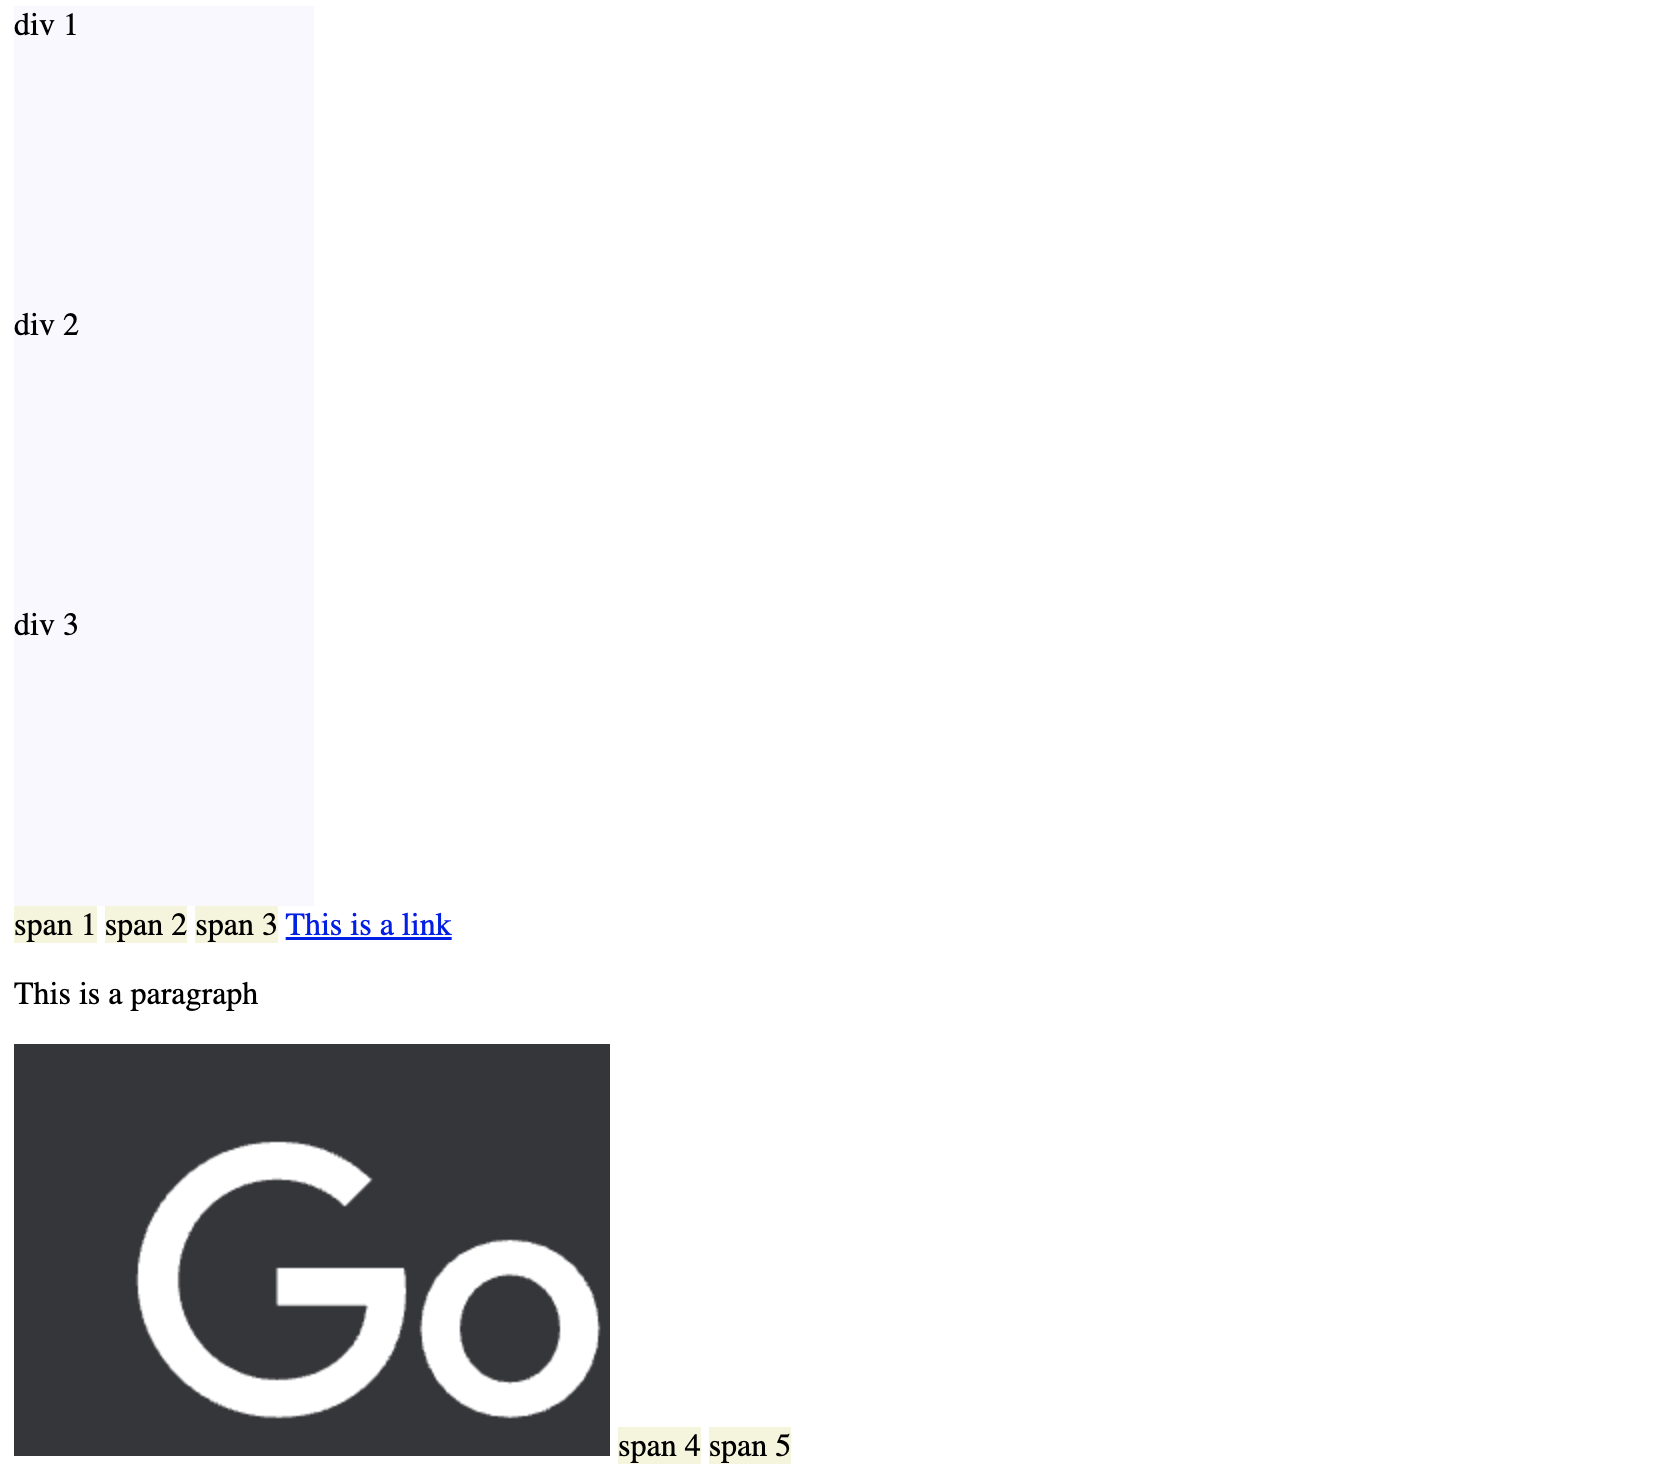 div 1
div 2
div 3
span 1 span 2 span 3 This is a link
This is a paragraph
Go
span 4 span 5